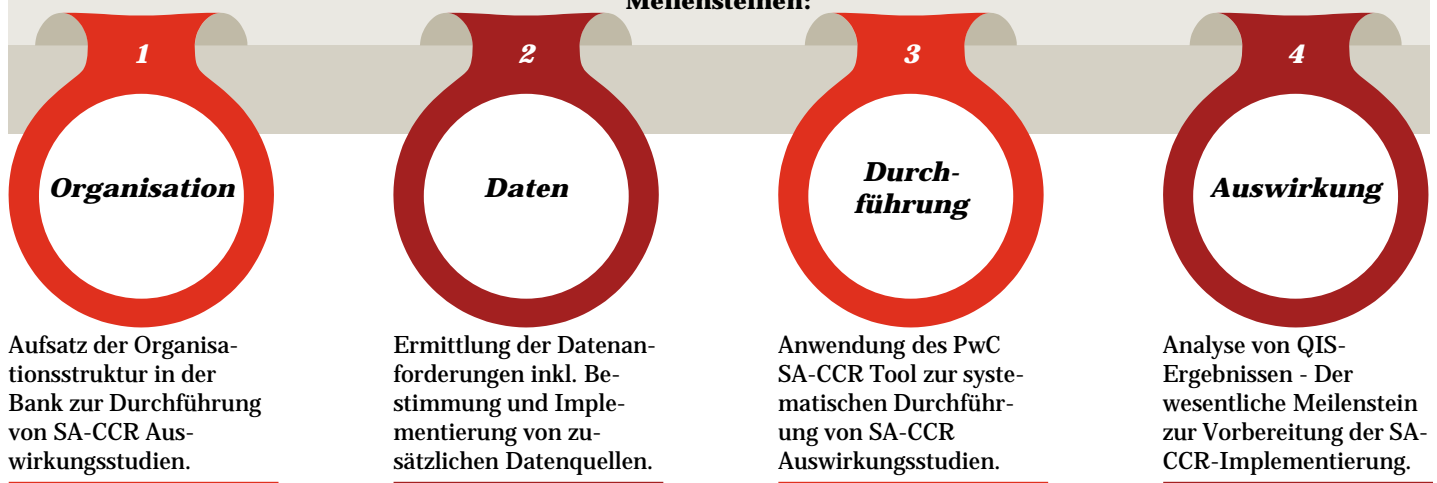 Meilensteinen:
1
Organisation
Aufsatz der Organisa-
tionsstruktur in der
Bank zur Durchführung
von SA-CCR Aus-
wirkungsstudien.
2
Daten
Ermittlung der Datenan-
forderungen inkl. Be-
stimmung und Imple-
mentierung von zu-
sätzlichen Datenquellen.
3
Durch-
führung
Anwendung des PwC
SA-CCR Tool zur syste-
matischen Durchführ-
ung von SA-CCR
Auswirkungsstudien.
4
Auswirkung
Analyse von QIS-
Ergebnissen - Der
wesentliche Meilenstein
zur Vorbereitung der SA-
CCR-Implementierung.